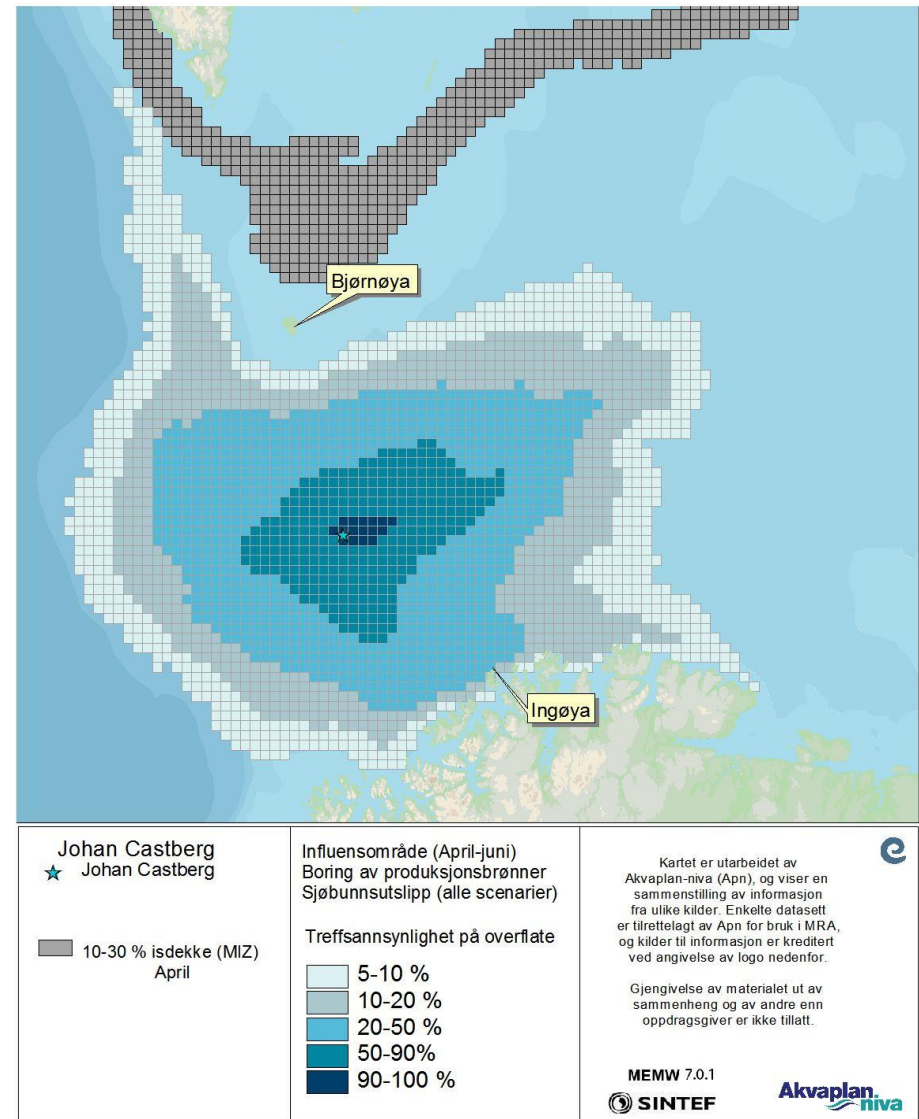 Bjørnøya
Ingøya
Johan Castberg
Johan Castberg
10-30 % isdekke (MIZ)
April
Influensområde (April-juni)
Boring av produksjonsbrønner
Sjøbunnsutslipp (alle scenarier)
Treffsannsynlighet på overflate
5-10 %
10-20 %
20-50 %
50-90%
90-100 %
Kartet er utarbeidet av
Akvaplan-niva (Apn), og viser en
sammenstilling av informasjon
fra ulike kilder. Enkelte datasett
er tilrettelagt av Apn for bruk i MRA,
og kilder til informasjon er kreditert
ved angivelse av logo nedenfor.
Gjengivelse av materialet ut av
sammenheng og av andre enn
oppdragsgiver er ikke tillatt.
MEMW 7.0.1
SINTEF
Akvaplan
niva